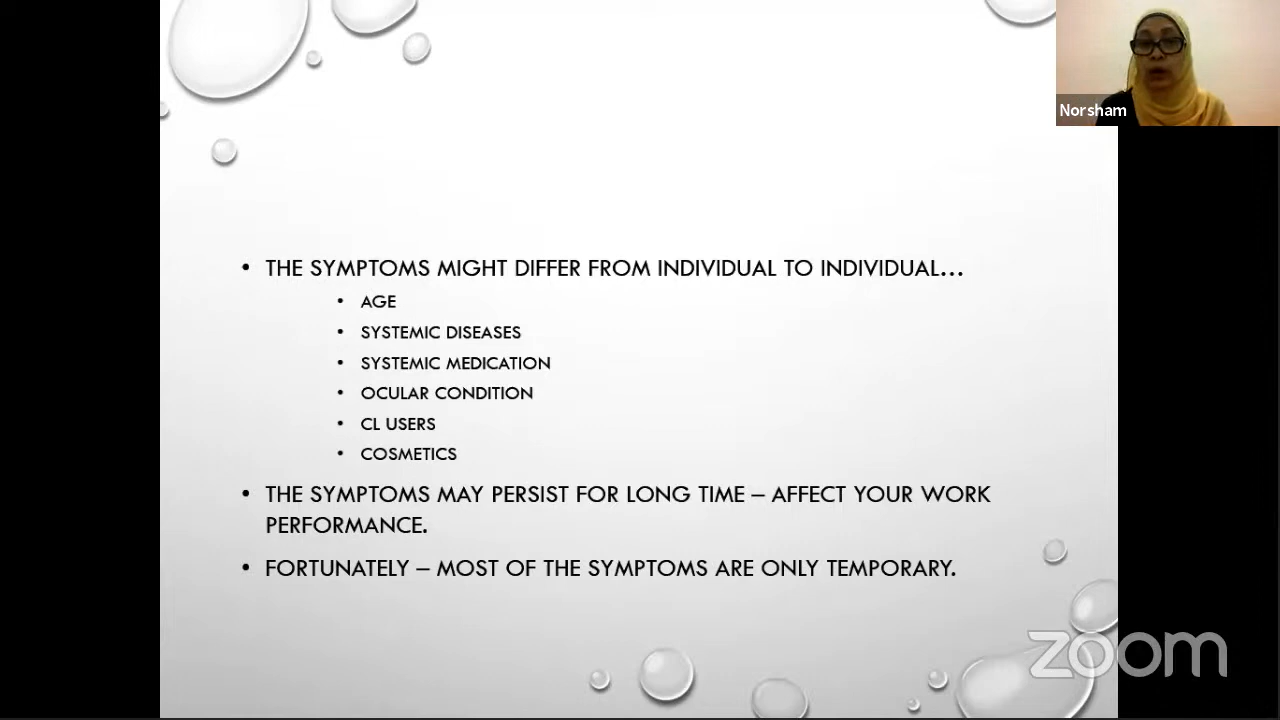 Norsham
• THE SYMPTOMS MIGHT DIFFER FROM INDIVIDUAL TO INDIVIDUAL…
• AGE
• SYSTEMIC DISEASES
• SYSTEMIC MEDICATION
• OCULAR CONDITION
• CL USERS
• COSMETICS
• THE SYMPTOMS MAY PERSIST FOR LONG TIME – AFFECT YOUR WORK
PERFORMANCE.
• FORTUNATELY – MOST OF THE SYMPTOMS ARE ONLY TEMPORARY.
zoom